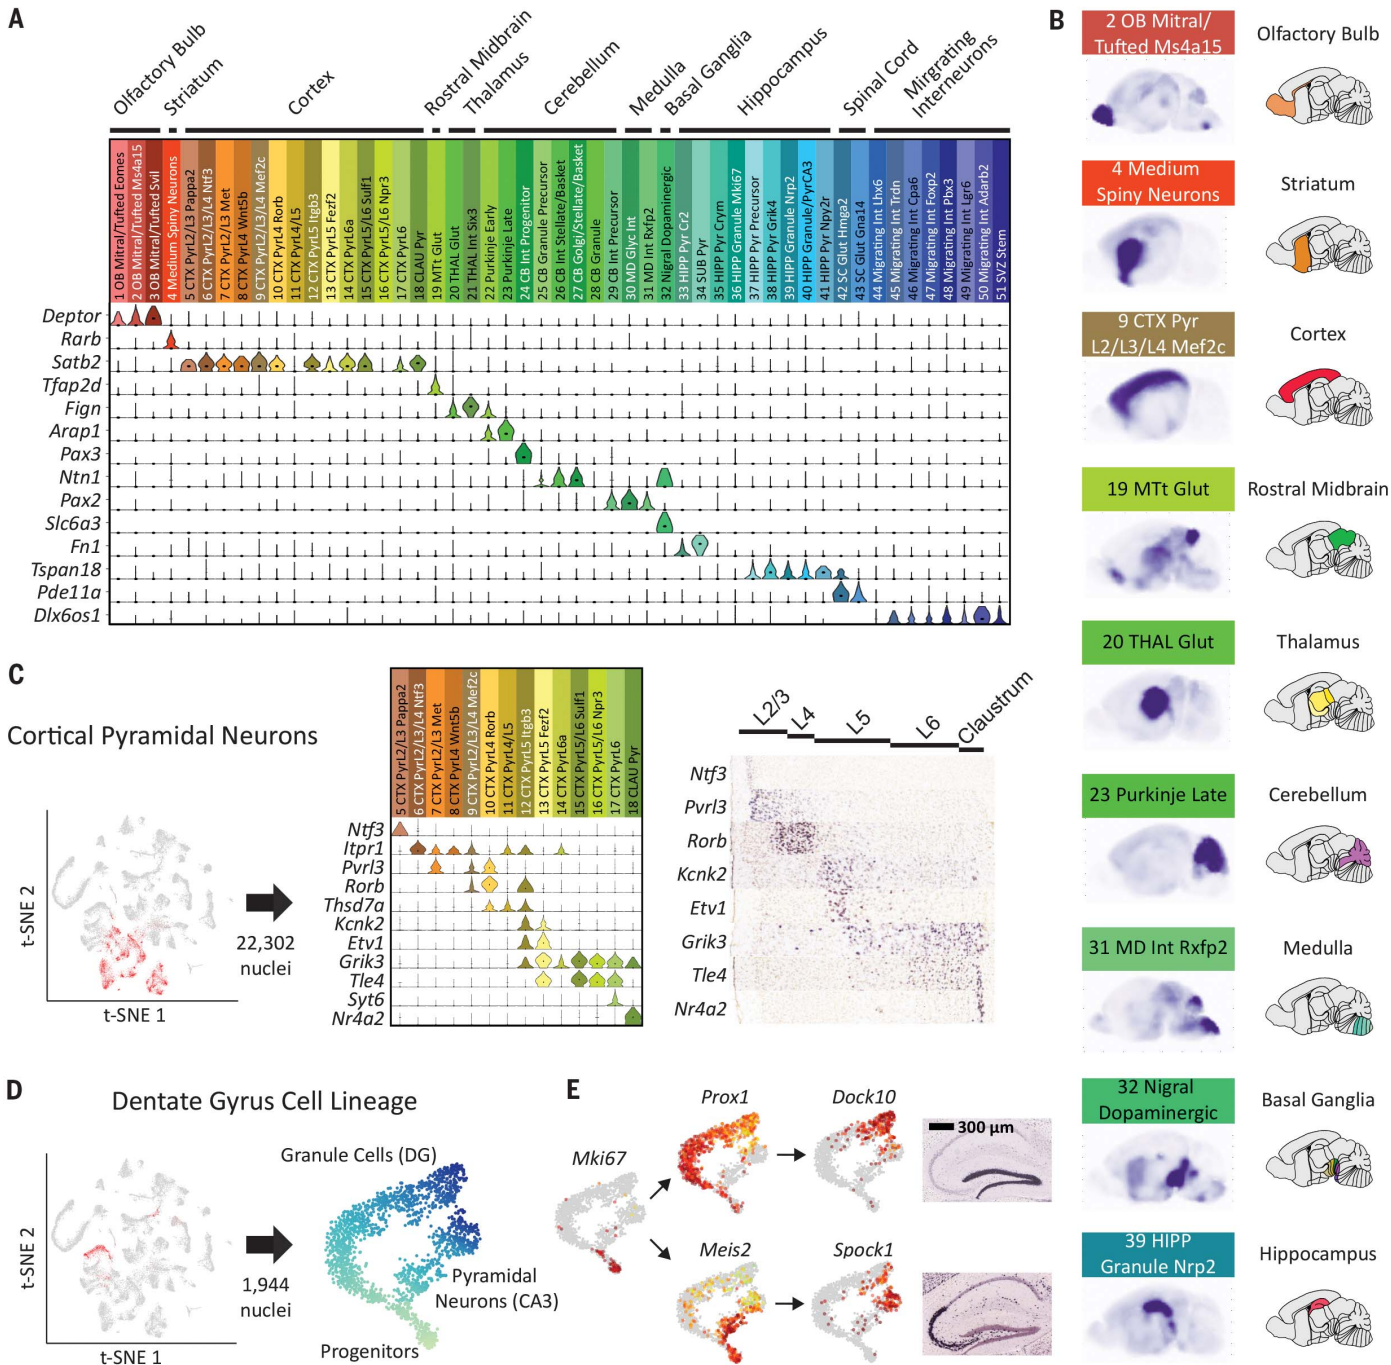 A
Olfactory Bulb
Striatum
Cortex
Rostral Midbrain
Thalamus
Cerebellum
Medulla
Basal Ganglia
Hippocampus
Spinal Cord
Mirgrating
Interneurons
1 OB Mitral/Tufted Eomes
2 OB Mitral/Tufted Ms4a15
3 OB Mitral/Tufted Svil
4 Medium Spiny Neurons
5 CTX PyrL2/L3 Pappa2
6 CTX PyrL2/L3/L4 Ntf3
7 CTX PyrL2/L3 Met
8 CTX PyrL4 Wnt5b
9 CTX PyrL2/L3/L4 Mef2c
10 CTX PyrL4 Rorb
11 CTX PyrL4/L5
12 CTX PyrL5 Itgb3
13 CTX PyrL5 Fezf2
14 CTX PyrL6a
15 CTX PyrL5/L6 Sulf1
16 CTX PyrL5/L6 Npr3
17 CTX PyrL6
18 CLAU Pyr
19 MTt Glut
20 THAL Glut
21 THAL Int Six3
22 Purkinje Early
23 Purkinje Late
24 CB Int Progenitor
25 CB Granule Precursor
26 CB Int Stellate/Basket
27 CB Golgi/Stellate/Basket
28 CB Granule
29 CB Int Precursor
30 MD Glyc Int
31 MD Int Rxfp2
32 Nigral Dopaminergic
33 HIPP Pyr Cr2
34 SUB Pyr
35 HIPP Pyr Crym
36 HIPP Granule Mki67
37 HIPP Pyr Precursor
38 HIPP Pyr Grik4
39 HIPP Granule Nrp2
40 HIPP Granule/PyrCA3
41 HIPP Pyr Npy2r
42 SC Glut Hmga2
43 SC Glut Gna14
44 Migrating Int Lhx6
45 Migrating Int Trdn
46 Migrating Int Cpa6
47 Migrating Int Foxp2
48 Migrating Int Pbx3
49 Migrating Int Lgr6
50 Migrating Int Adarb2
51 SVZ Stem
Deptor
Rarb
Satb2
Tfap2d
Fign
Arap1
Pax3
Ntn1
Pax2
Slc6a3
Fn1
Tspan18
Pde11a
Dlx6os1
B
2 OB Mitral/
Tufted Ms4a15
Olfactory Bulb
4 Medium
Spiny Neurons
Striatum
9 CTX Pyr
L2/L3/L4 Mef2c
Cortex
19 MTt Glut
Rostral Midbrain
20 THAL Glut
Thalamus
23 Purkinje Late
Cerebellum
31 MD Int Rxfp2
Medulla
32 Nigral
Dopaminergic
Basal Ganglia
39 HIPP
Granule Nrp2
Hippocampus
C
Cortical Pyramidal Neurons
t-SNE 2
t-SNE 1
22,302
nuclei
5 CTX PyrL2/L3 Pappa2
6 CTX PyrL2/L3/L4 Ntf3
7 CTX PyrL2/L3 Met
8 CTX PyrL4 Wnt5b
9 CTX PyrL2/L3/L4 Mef2c
10 CTX PyrL4 Rorb
11 CTX PyrL4/L5
12 CTX PyrL5 Itgb3
13 CTX PyrL5 Fezf2
14 CTX PyrL6a
15 CTX PyrL5/L6 Sulf1
16 CTX PyrL5/L6 Npr3
17 CTX PyrL6
18 CLAU Pyr
Ntf3
Itpr1
Pvrl3
Rorb
Thsd7a
Kcnk2
Etv1
Grik3
Tle4
Syt6
Nr4a2
L2/3
L4
L5
L6
Claustrum
Ntf3
Pvrl3
Rorb
Kcnk2
Etv1
Grik3
Tle4
Nr4a2
D
Dentate Gyrus Cell Lineage
t-SNE 2
t-SNE 1
1,944
nuclei
Granule Cells (DG)
Pyramidal
Neurons (CA3)
Progenitors
E
Mki67
Prox1
Dock10
300 µm
Meis2
Spock1